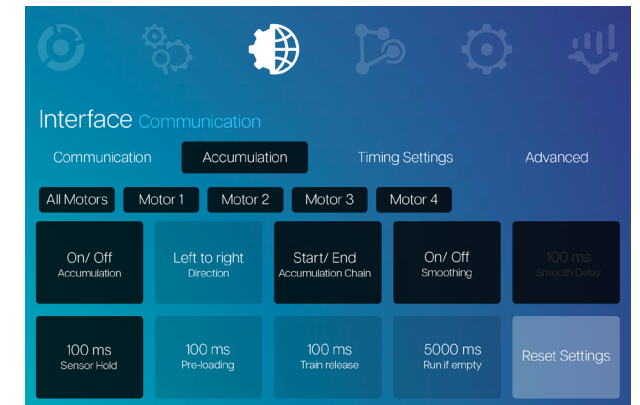 Interface Communication
Communication Accumulation Timing Settings Advanced
All Motors Motor 1 Motor 2 Motor 3 Motor 4
On/ Off Left to right Start/ End On/ Off 100 ms
Accumulation Direction Accumulation Chain Smoothing Smooth Delay
100 ms 100 ms 100 ms 5000 ms Reset Settings
Sensor Hold Pre-loading Train release Run if empty